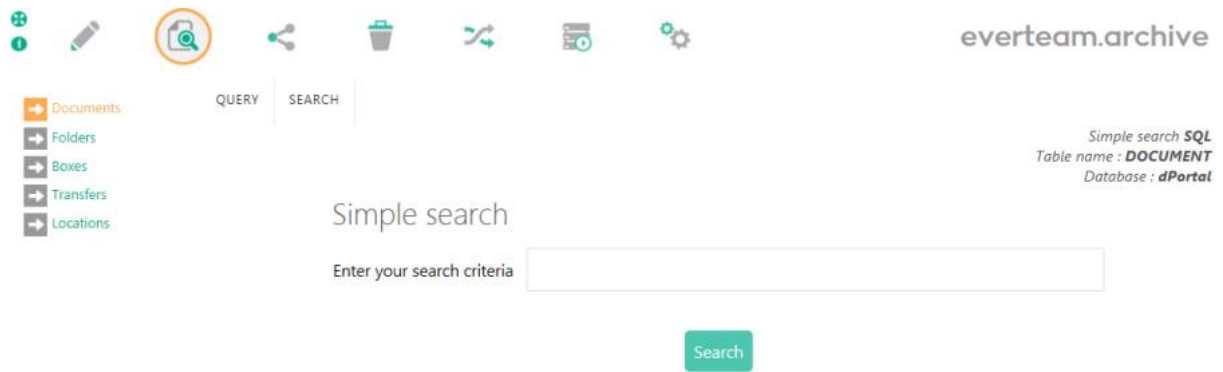 everteam.archive
QUERY SEARCH
Documents
Folders
Boxes
Transfers
Locations
Simple search SQL
Table name : DOCUMENT
Database : dPortal
Simple search
Enter your search criteria
Search